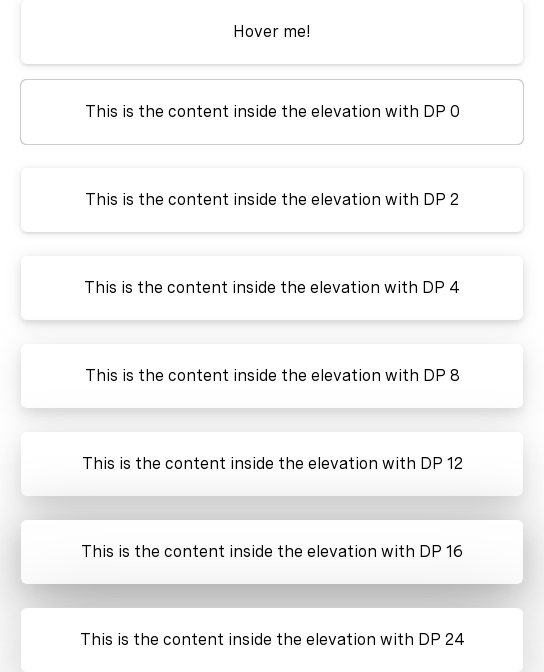 Hover me!
This is the content inside the elevation with DP 0
This is the content inside the elevation with DP 2
This is the content inside the elevation with DP 4
This is the content inside the elevation with DP 8
This is the content inside the elevation with DP 12
This is the content inside the elevation with DP 16
This is the content inside the elevation with DP 24